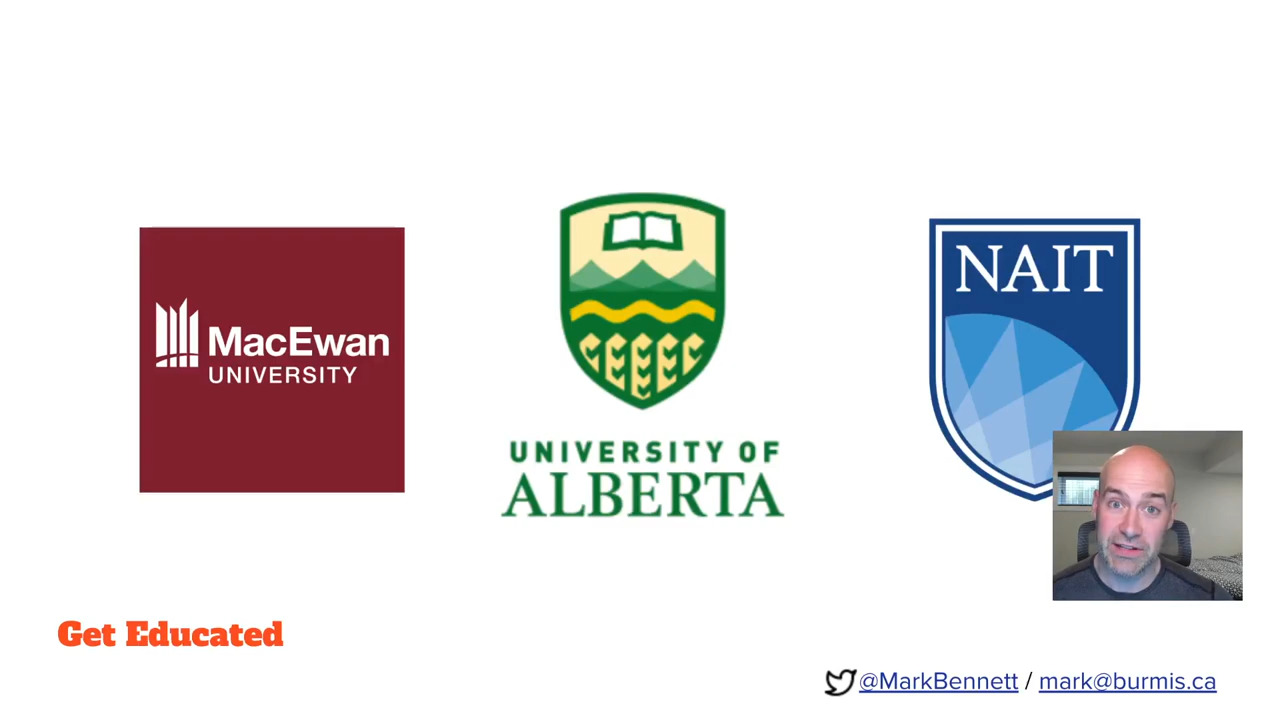 MacEwan
UNIVERSITY
UNIVERSITY OF
ALBERTA
NAIT
Get Educated
@MarkBennett / mark@burmis.ca